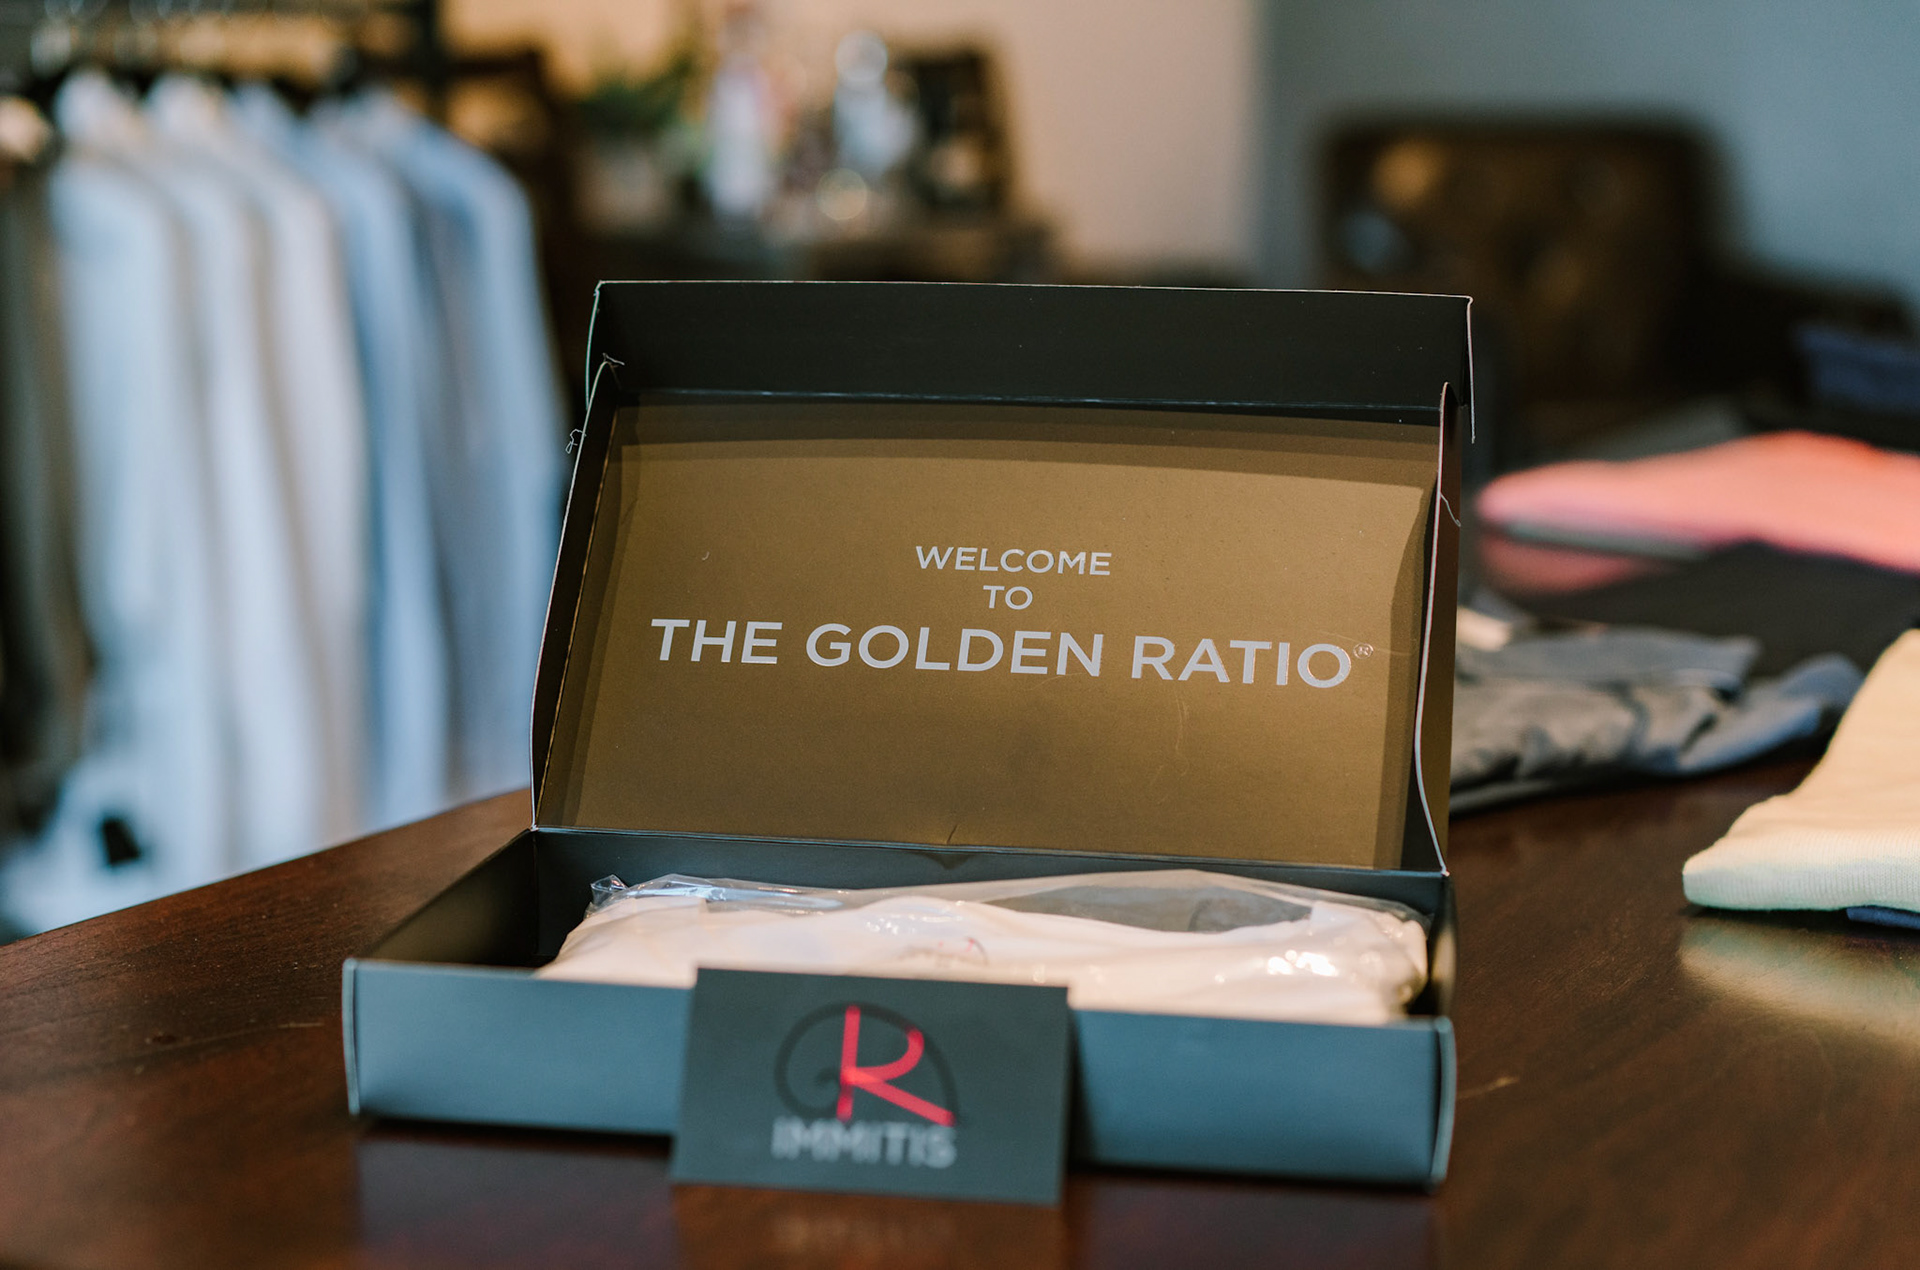 WELCOME
TO
THE GOLDEN RATIO®
R
IMMITIS